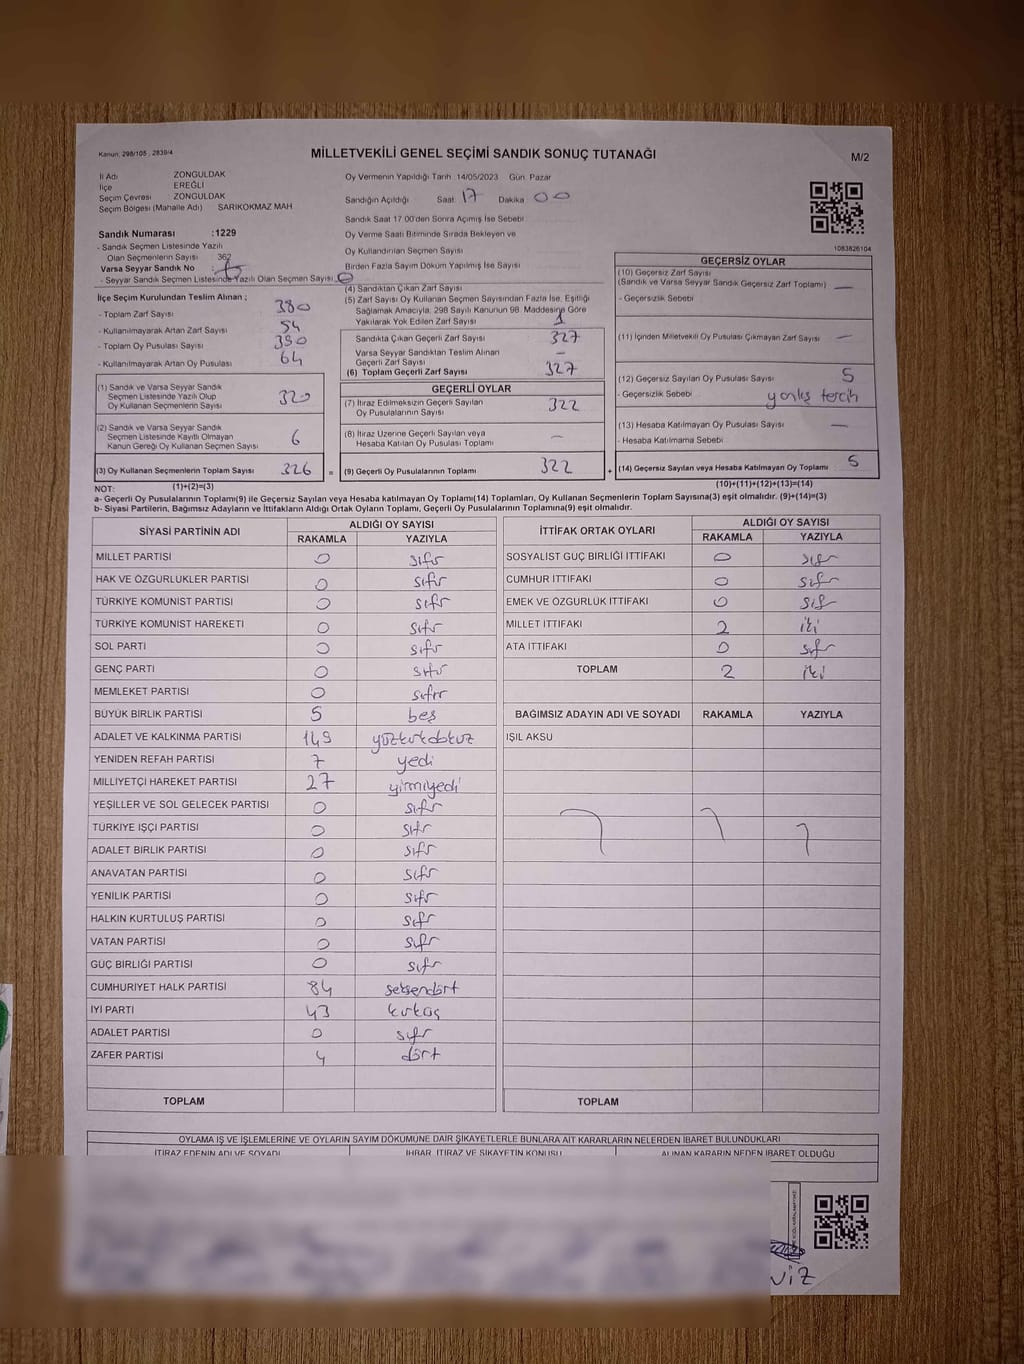 Kanun: 298/105 , 2839/4
MİLLETVEKİLİ GENEL SEÇİMİ SANDIK SONUÇ TUTANAĞI
M/2
İl Adı ZONGULDAK
İlçe EREĞLİ
Seçim Çevresi ZONGULDAK
Seçim Bölgesi (Mahalle Adı) SARIKOKMAZ MAH
Oy Vermenin Yapıldığı Tarih 14/05/2023 Gün Pazar
Sandığın Açıldığı Saat 17 Dakika 00
Sandık Saat 17.00'den Sonra Açılmış İse Sebebi
Oy Verme Saati Bitiminde Sırada Bekleyen ve
Oy Kullandırılan Seçmen Sayısı
Birden Fazla Sayım Döküm Yapılmış İse Sayısı
1083826104
Sandık Numarası :1229
- Sandık Seçmen Listesinde Yazılı
Olan Seçmenlerin Sayısı 362
Varsa Seyyar Sandık No :
- Seyyar Sandık Seçmen Listesinde Yazılı Olan Seçmen Sayısı 0
İlçe Seçim Kurulundan Teslim Alınan ;
- Toplam Zarf Sayısı 380
- Kullanılmayarak Artan Zarf Sayısı 54
- Toplam Oy Pusulası Sayısı 390
- Kullanılmayarak Artan Oy Pusulası 64
(1) Sandık ve Varsa Seyyar Sandık
Seçmen Listesinde Yazılı Olup
Oy Kullanan Seçmenlerin Sayısı 320
(2) Sandık ve Varsa Seyyar Sandık
Seçmen Listesinde Kayıtlı Olmayan
Kanun Gereği Oy Kullanan Seçmen Sayısı 6
(3) Oy Kullanan Seçmenlerin Toplam Sayısı 326 =
(1)+(2)=(3)
(4) Sandıktan Çıkan Zarf Sayısı
(5) Zarf Sayısı Oy Kullanan Seçmen Sayısından Fazla İse, Eşitliği
Sağlamak Amacıyla, 298 Sayılı Kanunun 98. Maddesine Göre
Yakılarak Yok Edilen Zarf Sayısı 1
Sandıkta Çıkan Geçerli Zarf Sayısı 327
Varsa Seyyar Sandıktan Teslim Alınan
Geçerli Zarf Sayısı –
(6) Toplam Geçerli Zarf Sayısı 327
GEÇERLİ OYLAR
(7) İtiraz Edilmeksizin Geçerli Sayılan
Oy Pusulalarının Sayısı 322
(8) İtiraz Üzerine Geçerli Sayılan veya
Hesaba Katılan Oy Pusulası Toplamı –
(9) Geçerli Oy Pusulalarının Toplamı 322 +
GEÇERSİZ OYLAR
(10) Geçersiz Zarf Sayısı
(Sandık ve Varsa Seyyar Sandık Geçersiz Zarf Toplamı) —
- Geçersizlik Sebebi
(11) İçinden Milletvekili Oy Pusulası Çıkmayan Zarf Sayısı —
(12) Geçersiz Sayılan Oy Pusulası Sayısı 5
- Geçersizlik Sebebi yanlış tercih
(13) Hesaba Katılmayan Oy Pusulası Sayısı —
- Hesaba Katılmama Sebebi
(14) Geçersiz Sayılan veya Hesaba Katılmayan Oy Toplamı 5
(10)+(11)+(12)+(13)=(14)
NOT:
a- Geçerli Oy Pusulalarının Toplamı(9) ile Geçersiz Sayılan veya Hesaba katılmayan Oy Toplamı(14) Toplamları, Oy Kullanan Seçmenlerin Toplam Sayısına(3) eşit olmalıdır. (9)+(14)=(3)
b- Siyasi Partilerin, Bağımsız Adayların ve İttifakların Aldığı Ortak Oyların Toplamı, Geçerli Oy Pusulalarının Toplamına(9) eşit olmalıdır.
SİYASİ PARTİNİN ADI ALDIĞI OY SAYISI
RAKAMLA YAZIYLA
MİLLET PARTİSİ 0 sıfır
HAK VE ÖZGÜRLÜKLER PARTİSİ 0 sıfır
TÜRKİYE KOMÜNİST PARTİSİ 0 sıfır
TÜRKİYE KOMÜNİST HAREKETİ 0 sıfır
SOL PARTİ 0 sıfır
GENÇ PARTİ 0 sıfır
MEMLEKET PARTİSİ 0 sıfır
BÜYÜK BİRLİK PARTİSİ 5 beş
ADALET VE KALKINMA PARTİSİ 149 yüzkırkdokuz
YENİDEN REFAH PARTİSİ 7 yedi
MİLLİYETÇİ HAREKET PARTİSİ 27 yirmiyedi
YEŞİLLER VE SOL GELECEK PARTİSİ 0 sıfır
TÜRKİYE İŞÇİ PARTİSİ 0 sıfır
ADALET BİRLİK PARTİSİ 0 sıfır
ANAVATAN PARTİSİ 0 sıfır
YENİLİK PARTİSİ 0 sıfır
HALKIN KURTULUŞ PARTİSİ 0 sıfır
VATAN PARTİSİ 0 sıfır
GÜÇ BİRLİĞİ PARTİSİ 0 sıfır
CUMHURİYET HALK PARTİSİ 84 seksendört
İYİ PARTİ 43 kırküç
ADALET PARTİSİ 0 sıfır
ZAFER PARTİSİ 4 dört
TOPLAM
İTTİFAK ORTAK OYLARI ALDIĞI OY SAYISI
RAKAMLA YAZIYLA
SOSYALİST GÜÇ BİRLİĞİ İTTİFAKI 0 sıfır
CUMHUR İTTİFAKI 0 sıfır
EMEK VE ÖZGÜRLÜK İTTİFAKI 0 sıfır
MİLLET İTTİFAKI 2 iki
ATA İTTİFAKI 0 sıfır
TOPLAM 2 iki
BAĞIMSIZ ADAYIN ADI VE SOYADI RAKAMLA YAZIYLA
IŞIL AKSU
TOPLAM
OYLAMA İŞ VE İŞLEMLERİNE VE OYLARIN SAYIM DÖKÜMÜNE DAİR ŞİKAYETLERLE BUNLARA AİT KARARLARIN NELERDEN İBARET BULUNDUKLARI
İTİRAZ EDENİN ADI VE SOYADI İHBAR, İTİRAZ VE ŞİKAYETİN KONUSU ALINAN KARARIN NEDEN İBARET OLDUĞU